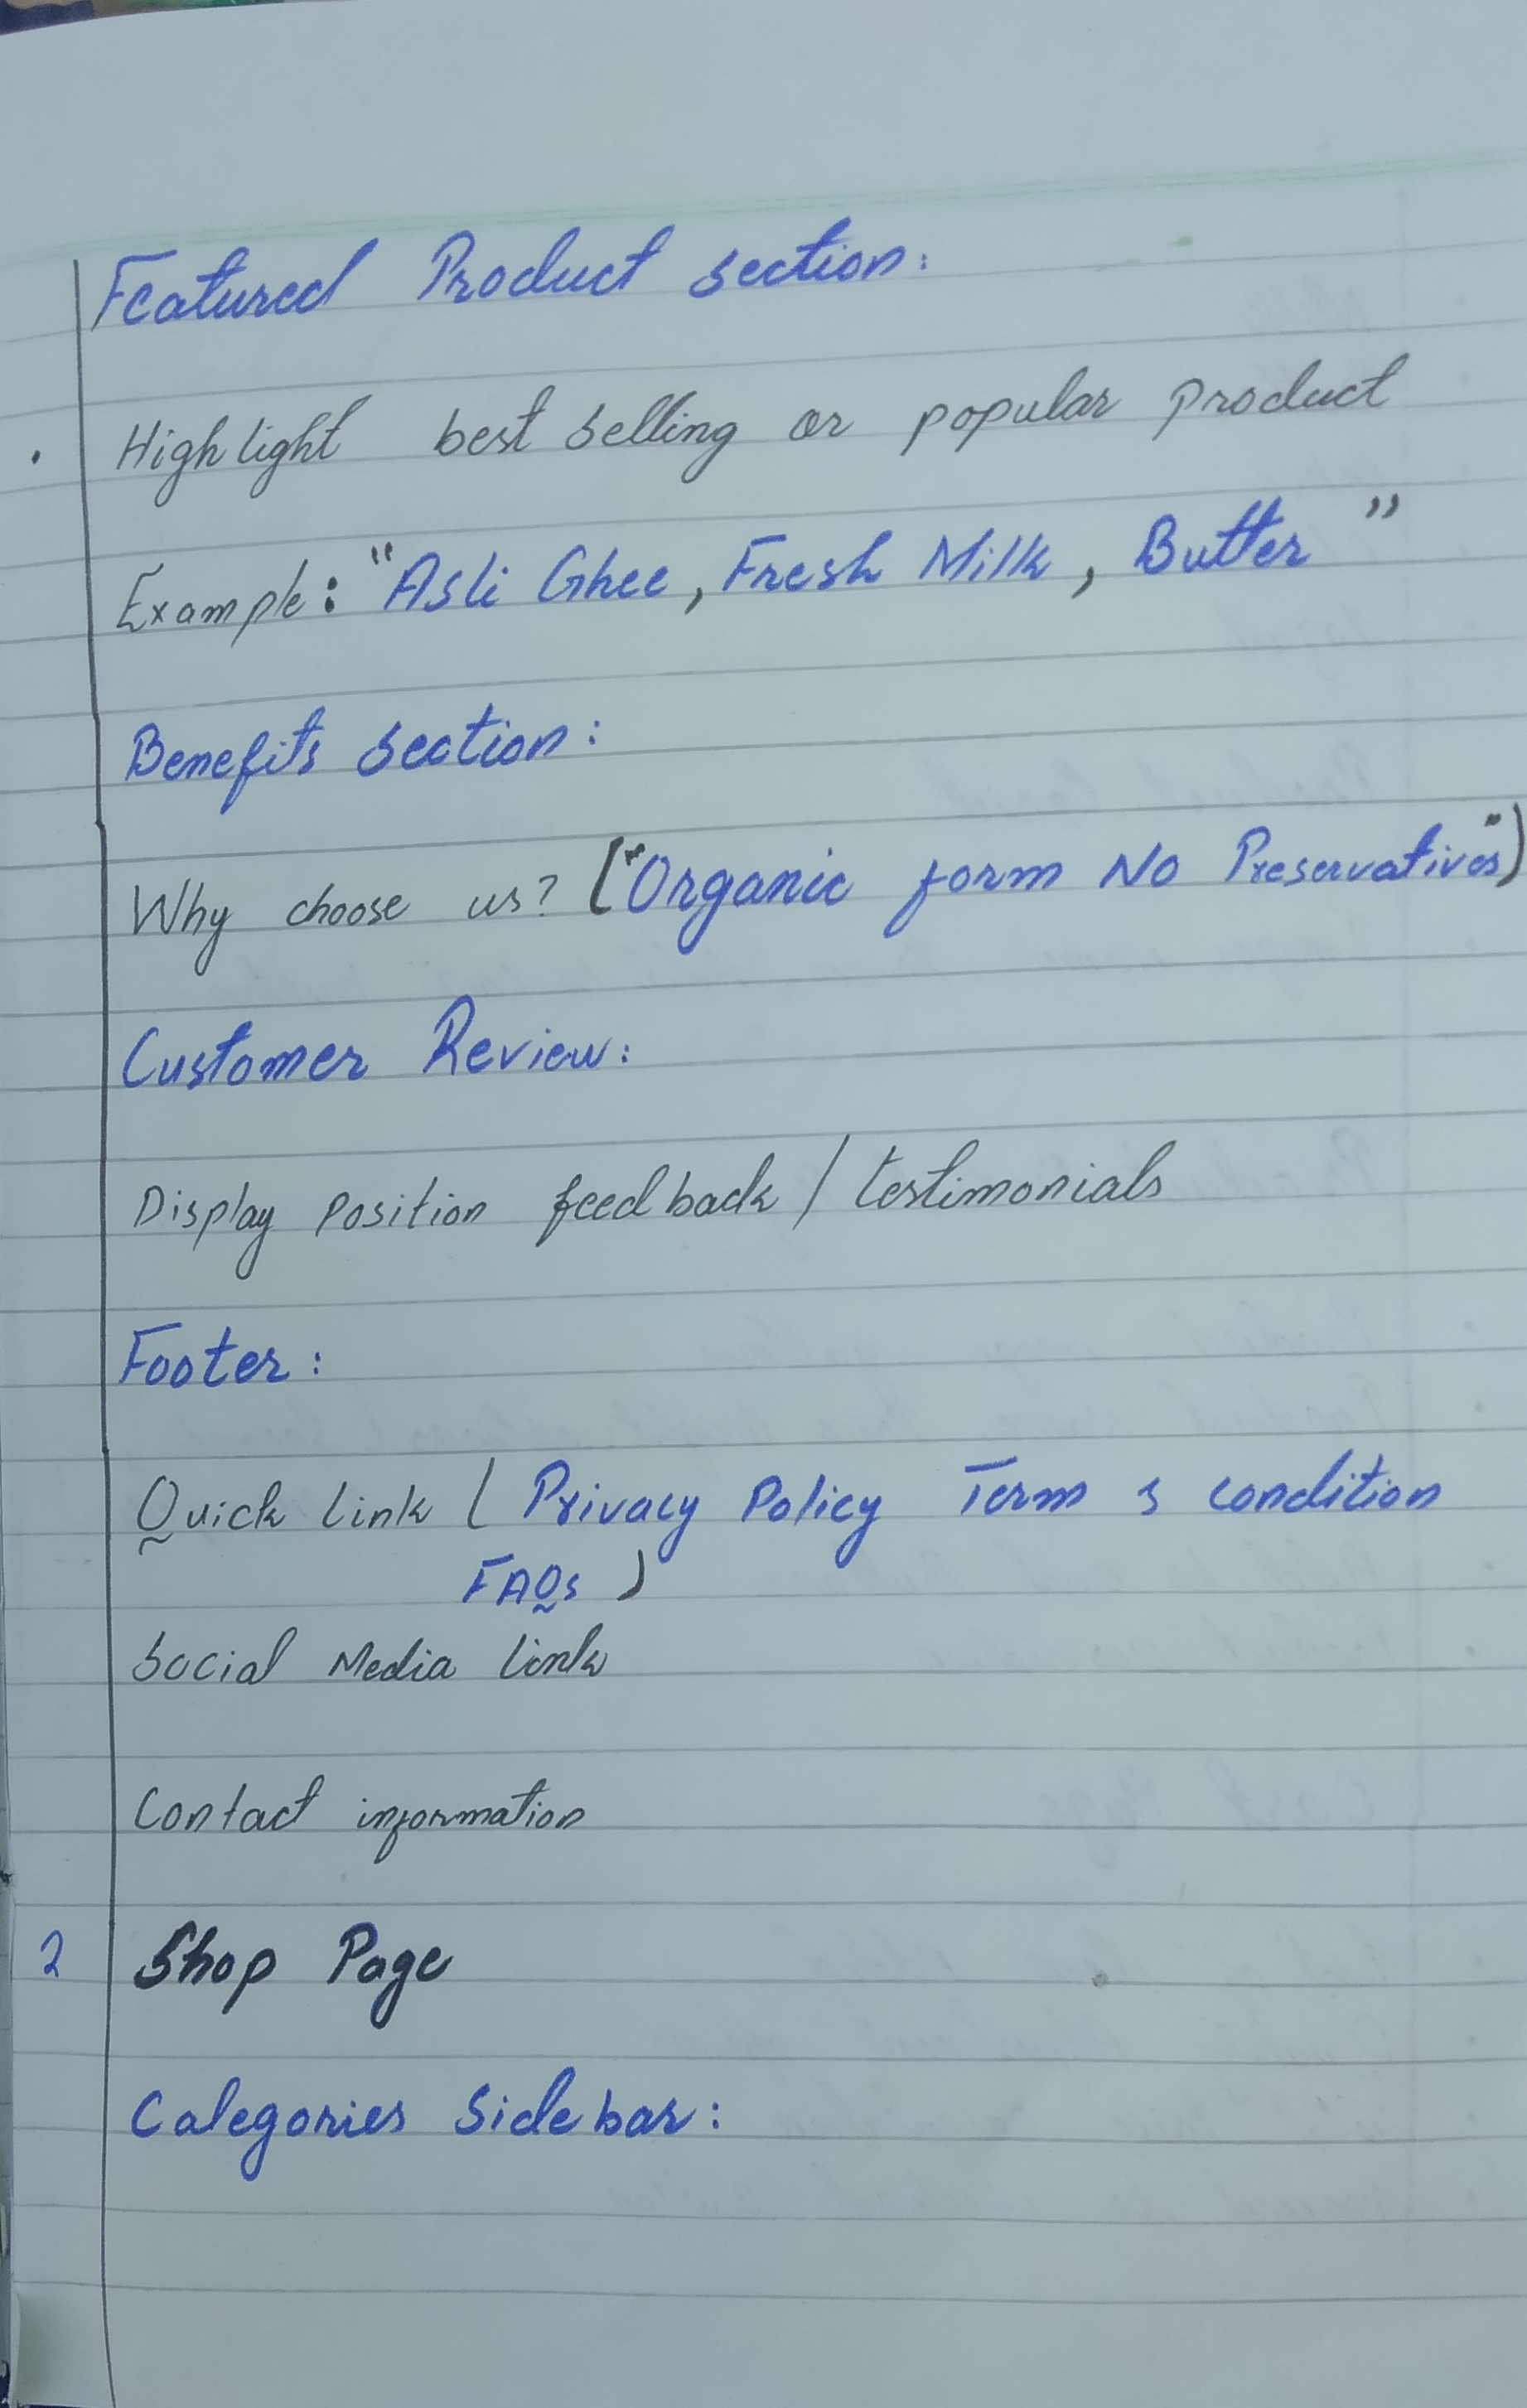 Featured Product section:
. Highlight best selling or popular product
Example: "Asli Ghee, Fresh Milk, Butter"
Benefits section:
Why choose us? ("Organic form No Preservatives")
Customer Review:
Display Position feedback / testimonials
Footer:
Quick link ( Privacy Policy Term & condition
FAQs )
Social Media link
Contact information
2 Shop Page
Categories Sidebar: